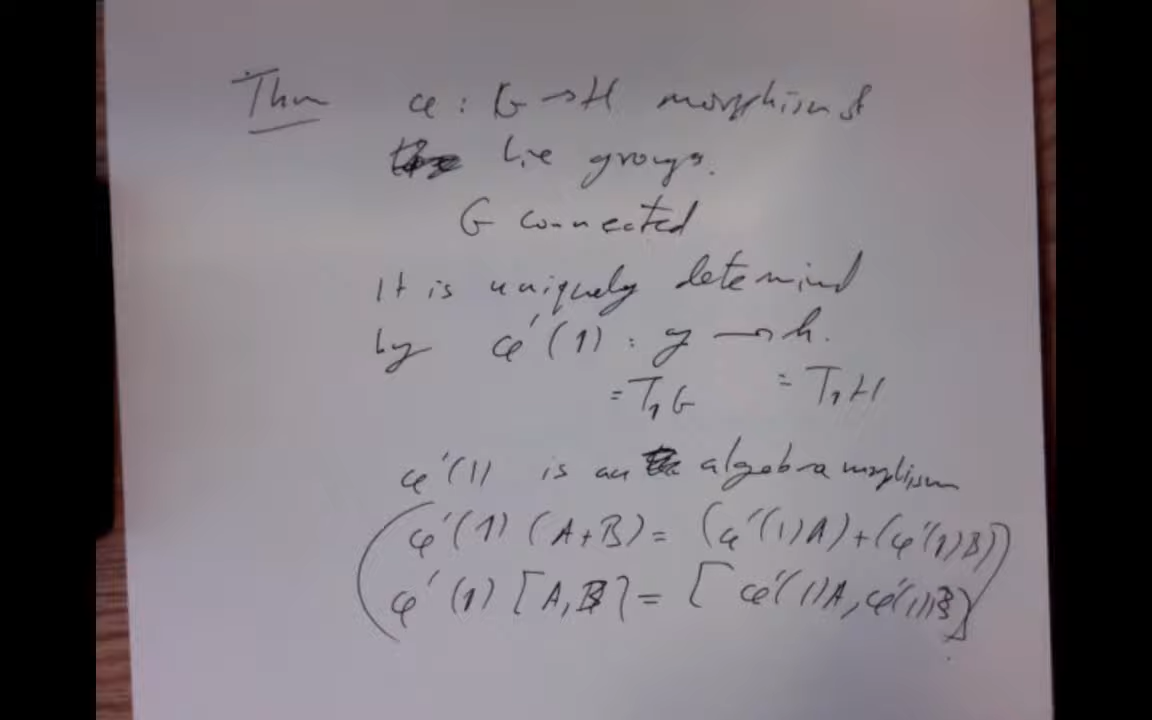 Thm φ : G → H morphism of
Lie groups.
G connected
It is uniquely determind
by φ'(1) : g → h.
= T₁G = T₁H
φ'(1) is an algebra morphism
φ'(1) (A+B) = (φ'(1)A) + (φ'(1)B)
φ'(1) [A,B] = [φ'(1)A, φ'(1)B]